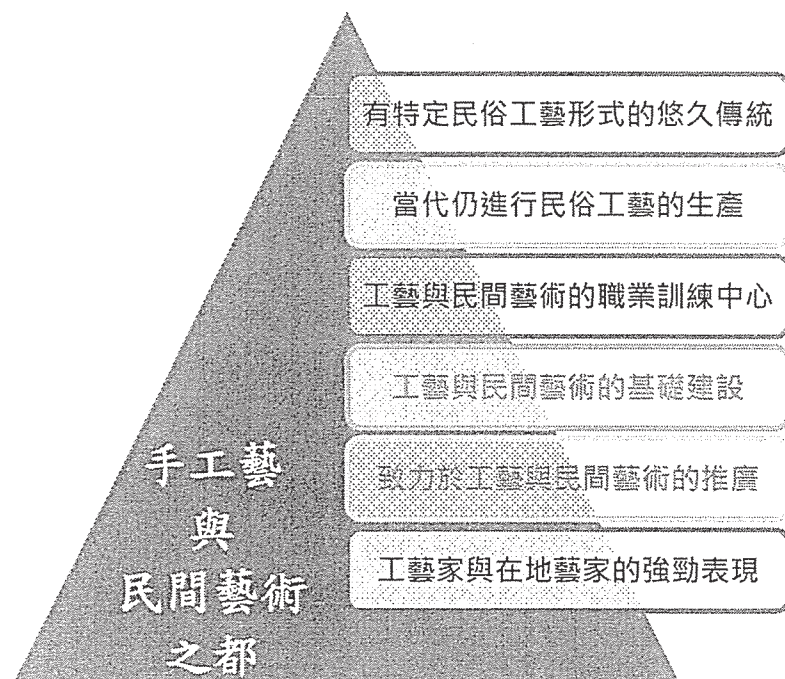 有特定民俗工藝形式的悠久傳統
當代仍進行民俗工藝的生產
工藝與民間藝術的職業訓練中心
工藝與民間藝術的基礎建設
致力於工藝與民間藝術的推廣
工藝家與在地藝家的強勁表現
手工藝
與
民間藝術
之都